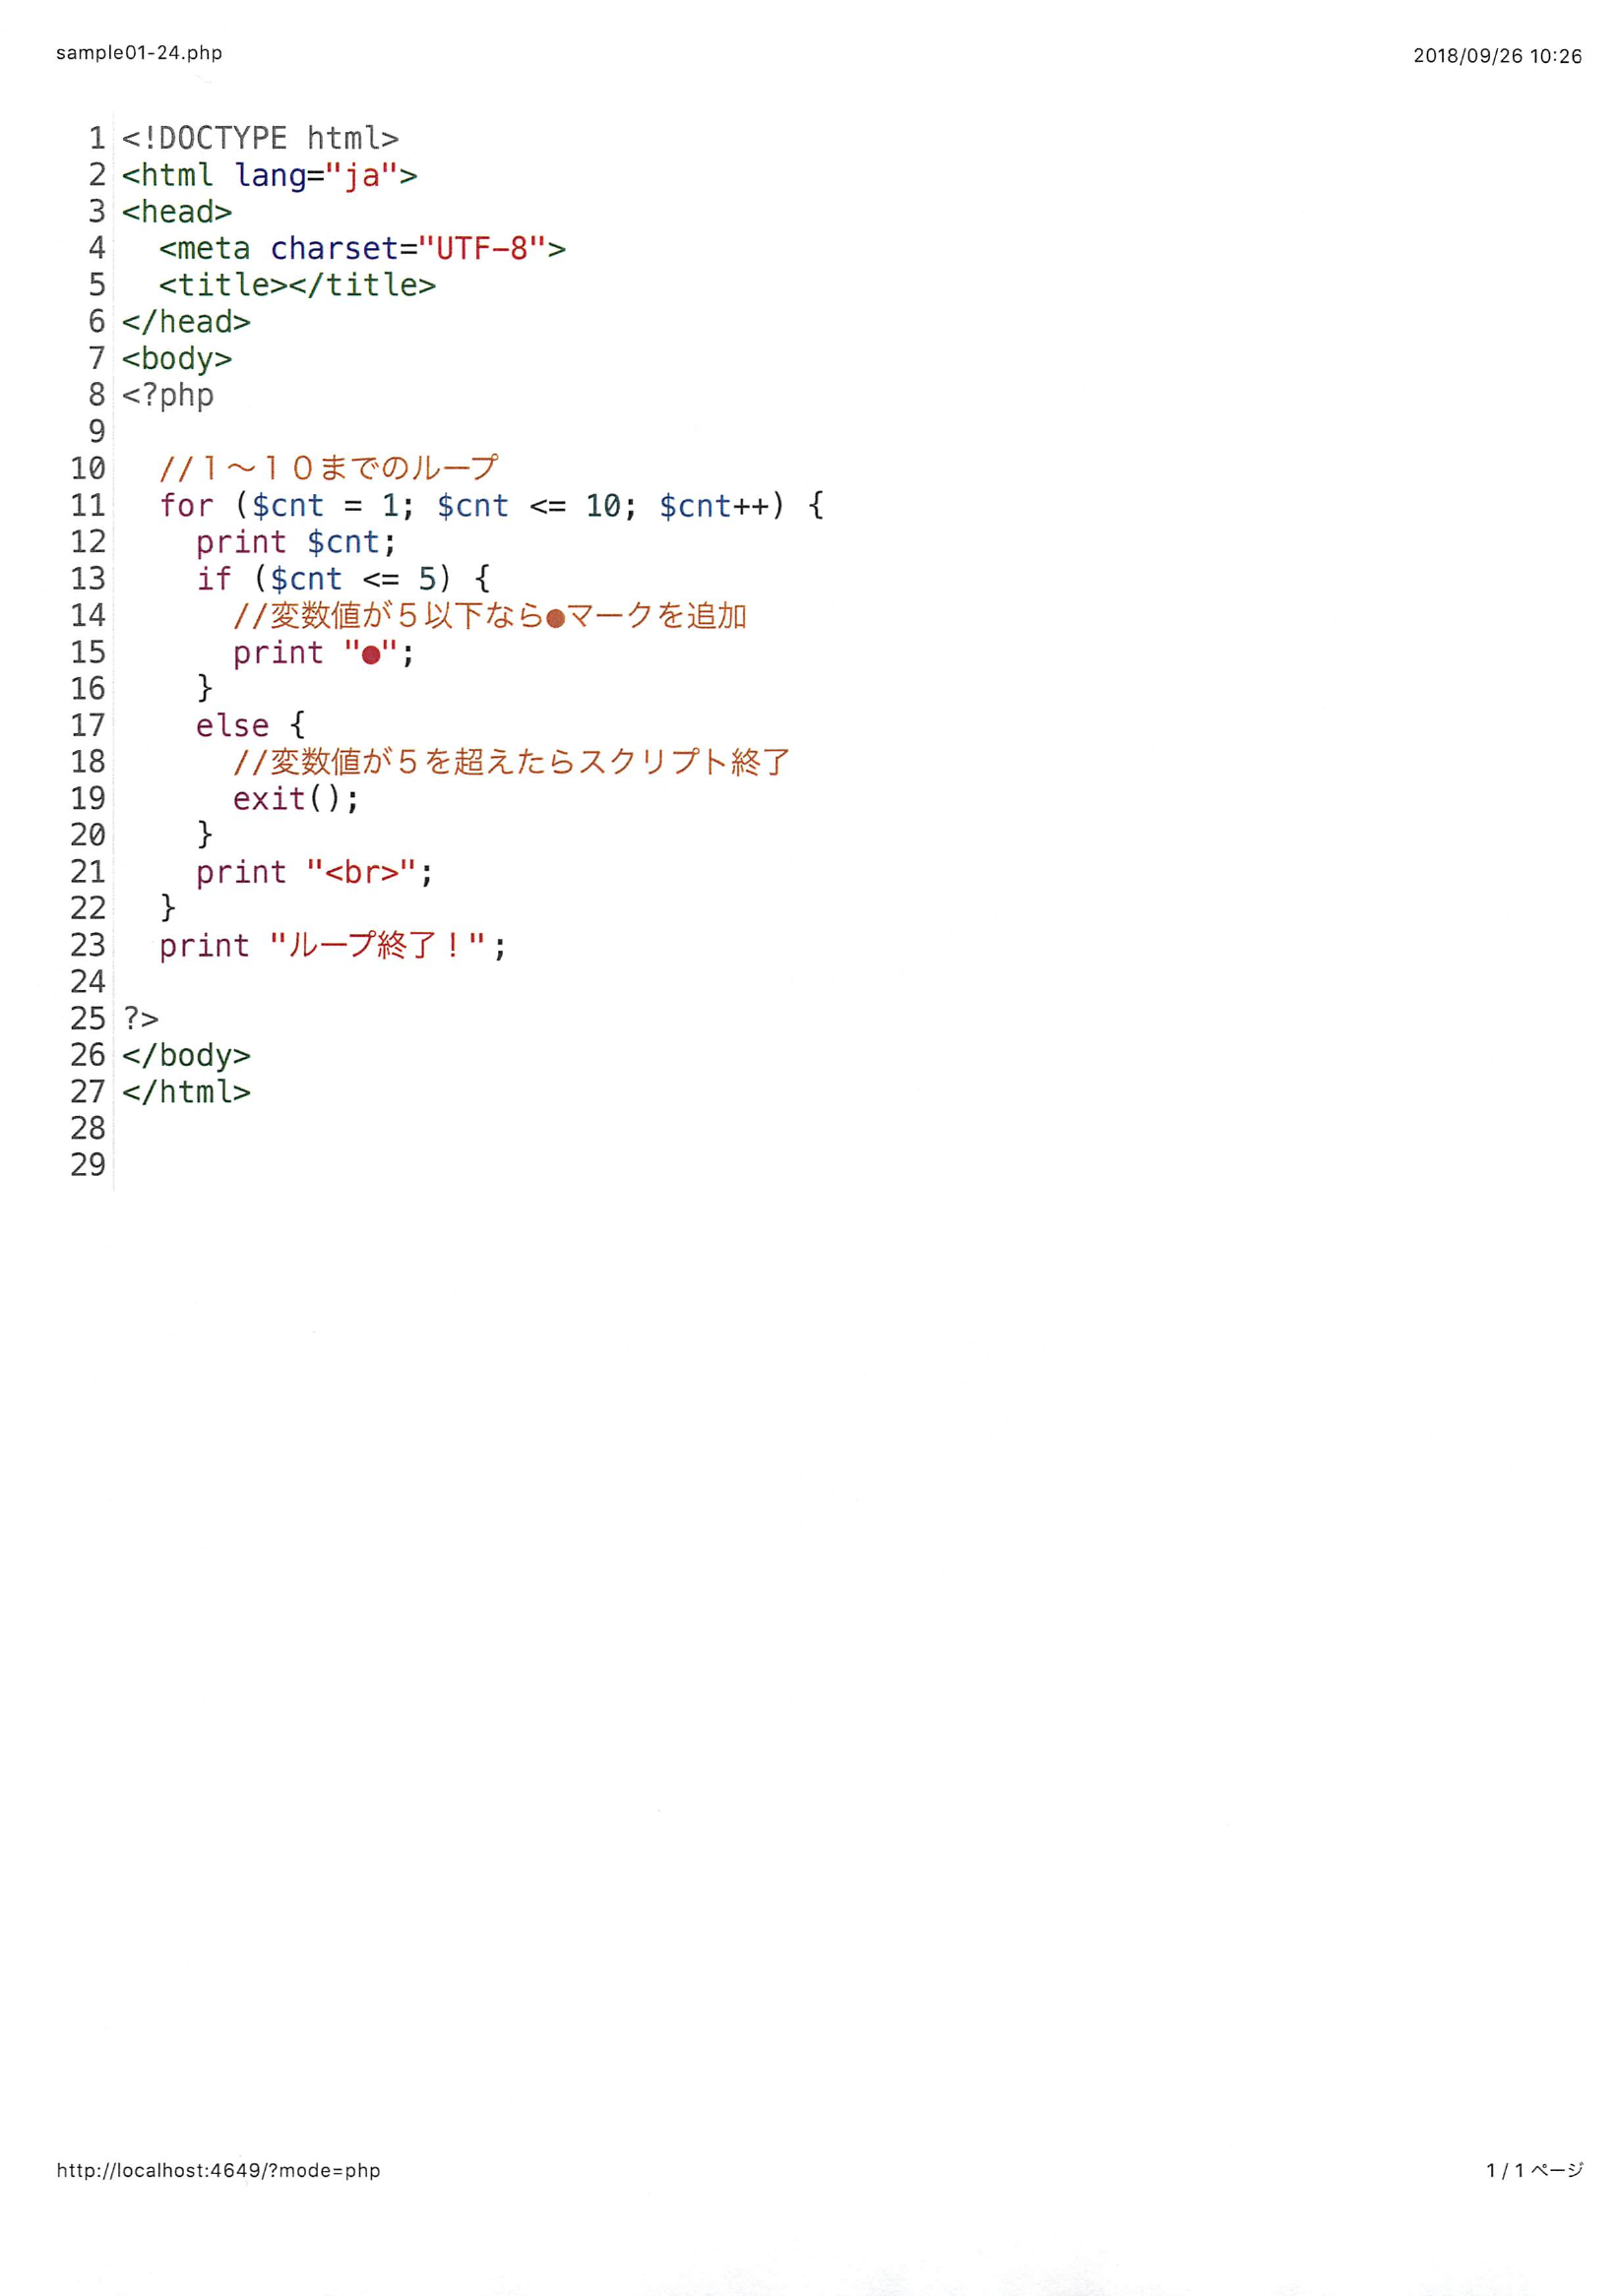 sample01-24.php 2018/09/26 10:26
1 <!DOCTYPE html>
2 <html lang="ja">
3 <head>
4   <meta charset="UTF-8">
5   <title></title>
6 </head>
7 <body>
8 <?php
9
10   //１～１０までのループ
11   for ($cnt = 1; $cnt <= 10; $cnt++) {
12     print $cnt;
13     if ($cnt <= 5) {
14       //変数値が５以下なら●マークを追加
15       print "●";
16     }
17     else {
18       //変数値が５を超えたらスクリプト終了
19       exit();
20     }
21     print "<br>";
22   }
23   print "ループ終了！";
24
25 ?>
26 </body>
27 </html>
28
29
http://localhost:4649/?mode=php 1 / 1 ページ